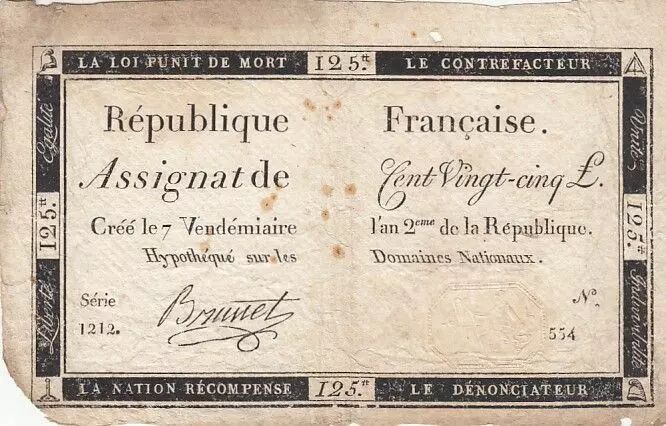 LA LOI PUNIT DE MORT 125.tt LE CONTREFACTEUR
Egalité
Unité
République Française.
Assignat de Cent Vingt-cinq £.
125.tt
125.tt
Créé le 7 Vendémiaire l'an 2eme de la République.
Hypothéqué sur les Domaines Nationaux.
Liberté
Indivisibilité
Série Nº
1212. Brunet 554
LA NATION RÉCOMPENSE 125.tt LE DÉNONCIATEUR